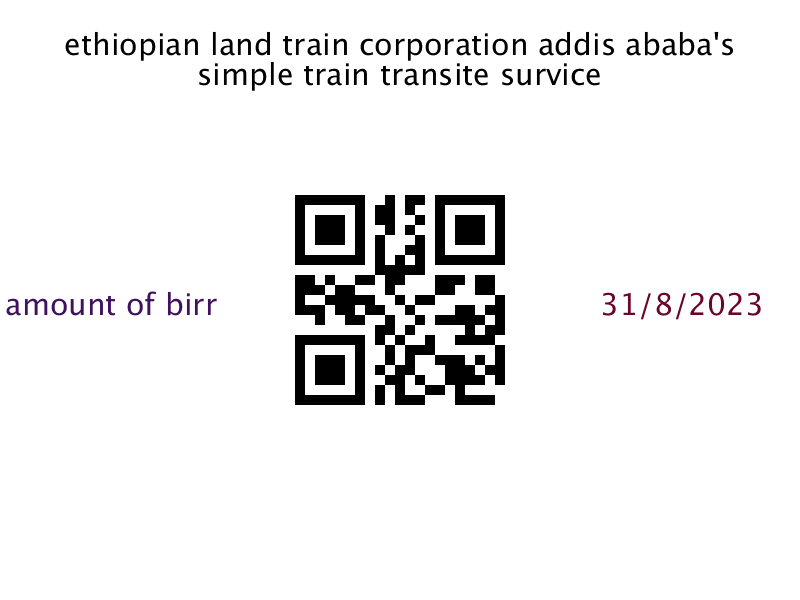 ethiopian land train corporation addis ababa's
simple train transite survice
amount of birr
31/8/2023